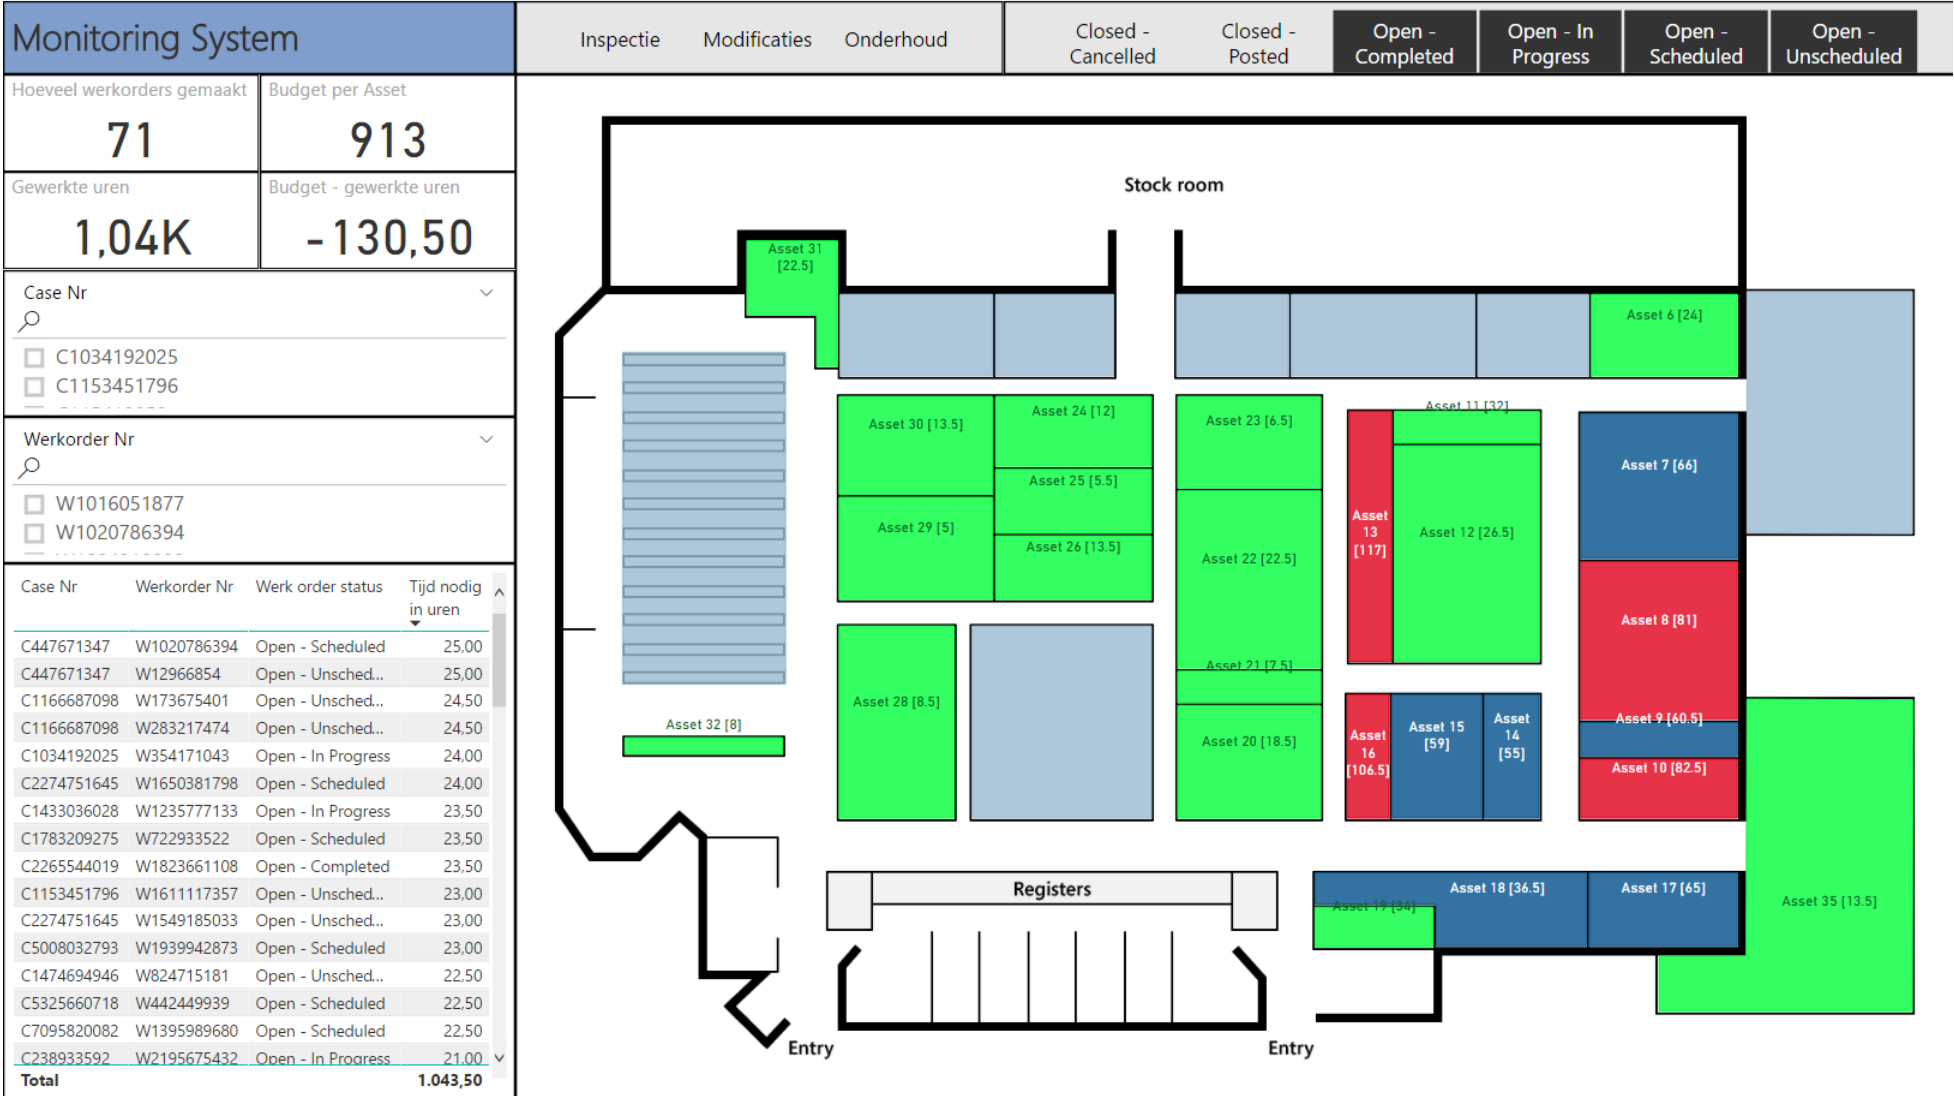 Monitoring System
Inspectie
Modificaties
Onderhoud
Closed -
Cancelled
Closed -
Posted
Open -
Completed
Open - In
Progress
Open -
Scheduled
Open -
Unscheduled
Hoeveel werkorders gemaakt
71
Budget per Asset
913
Gewerkte uren
1,04K
Budget - gewerkte uren
-130,50
Case Nr
C1034192025
C1153451796
Werkorder Nr
W1016051877
W1020786394
Case Nr Werkorder Nr Werk order status Tijd nodig
in uren
C447671347 W1020786394 Open - Scheduled 25,00
C447671347 W12966854 Open - Unsched... 25,00
C1166687098 W173675401 Open - Unsched... 24,50
C1166687098 W283217474 Open - Unsched... 24,50
C1034192025 W354171043 Open - In Progress 24,00
C2274751645 W1650381798 Open - Scheduled 24,00
C1433036028 W1235777133 Open - In Progress 23,50
C1783209275 W722933522 Open - Scheduled 23,50
C2265544019 W1823661108 Open - Completed 23,50
C1153451796 W1611117357 Open - Unsched... 23,00
C2274751645 W1549185033 Open - Unsched... 23,00
C5008032793 W1939942873 Open - Scheduled 23,00
C1474694946 W824715181 Open - Unsched... 22,50
C5325660718 W442449939 Open - Scheduled 22,50
C7095820082 W1395989680 Open - Scheduled 22,50
C238933592 W2195675432 Open - In Progress 21,00
Total 1.043,50
Stock room
Asset 31
[22.5]
Asset 6 [24]
Asset 30 [13.5]
Asset 24 [12]
Asset 23 [6.5]
Asset 11 [32]
Asset 7 [66]
Asset 25 [5.5]
Asset 29 [5]
Asset 26 [13.5]
Asset 22 [22.5]
Asset
13
[117]
Asset 12 [26.5]
Asset 8 [81]
Asset 21 [7.5]
Asset 28 [8.5]
Asset 32 [8]
Asset 20 [18.5]
Asset
16
[106.5]
Asset 15
[59]
Asset
14
[55]
Asset 9 [60.5]
Asset 10 [82.5]
Registers
Asset 18 [36.5]
Asset 17 [65]
Asset 19 [34]
Asset 35 [13.5]
Entry
Entry